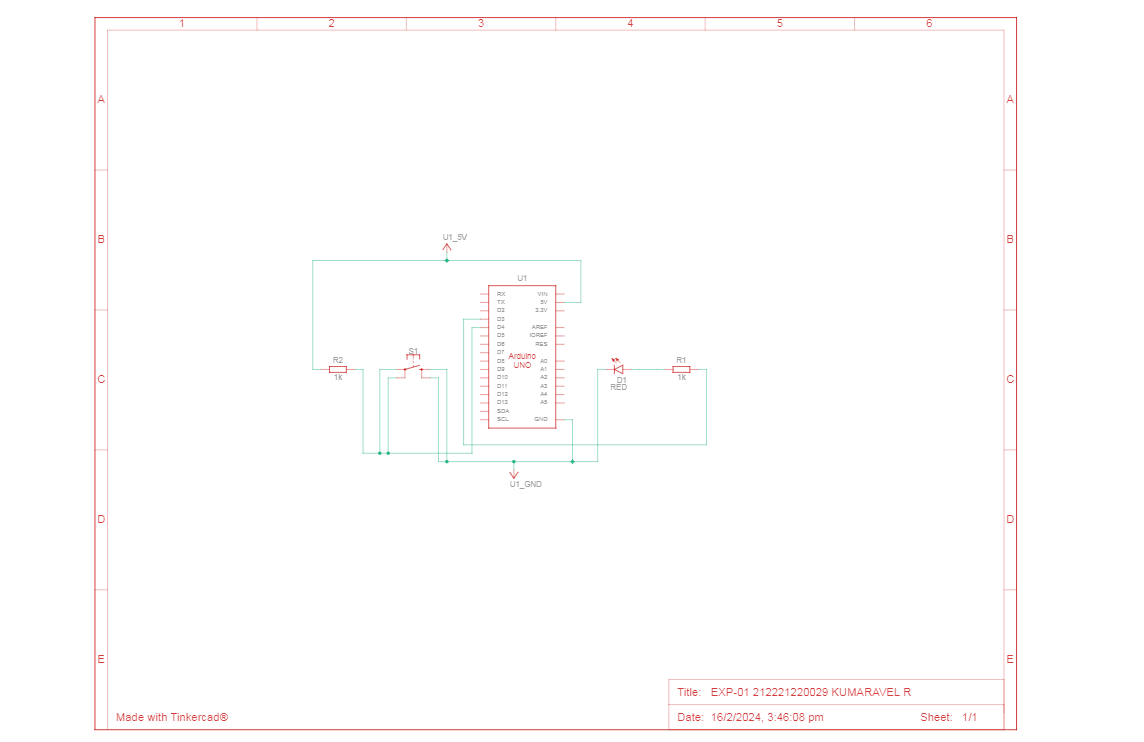 1 2 3 4 5 6
A A
B B
U1_5V
U1
RX VIN
TX 5V
D2 3.3V
D3
D4 AREF
D5 IOREF
D6 RES
D7
Arduino
UNO
D8 A0
D9 A1
D10 A2
D11 A3
D12 A4
D13 A5
SDA
SCL GND
S1
R2
1k
D1
RED
R1
1k
C C
U1_GND
D D
E E
Title: EXP-01 212221220029 KUMARAVEL R
Made with Tinkercad®
Date: 16/2/2024, 3:46:08 pm Sheet: 1/1